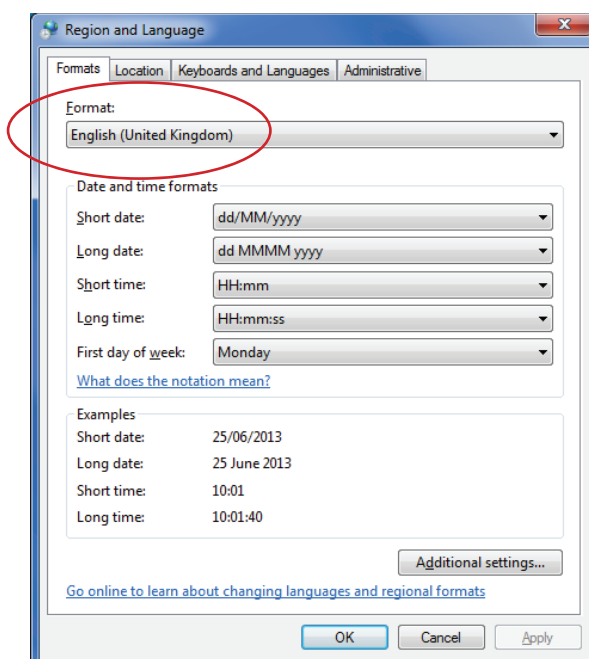 Region and Language
Formats Location Keyboards and Languages Administrative
Format:
English (United Kingdom)
Date and time formats
Short date: dd/MM/yyyy
Long date: dd MMMM yyyy
Short time: HH:mm
Long time: HH:mm:ss
First day of week: Monday
What does the notation mean?
Examples
Short date: 25/06/2013
Long date: 25 June 2013
Short time: 10:01
Long time: 10:01:40
Additional settings...
Go online to learn about changing languages and regional formats
OK Cancel Apply